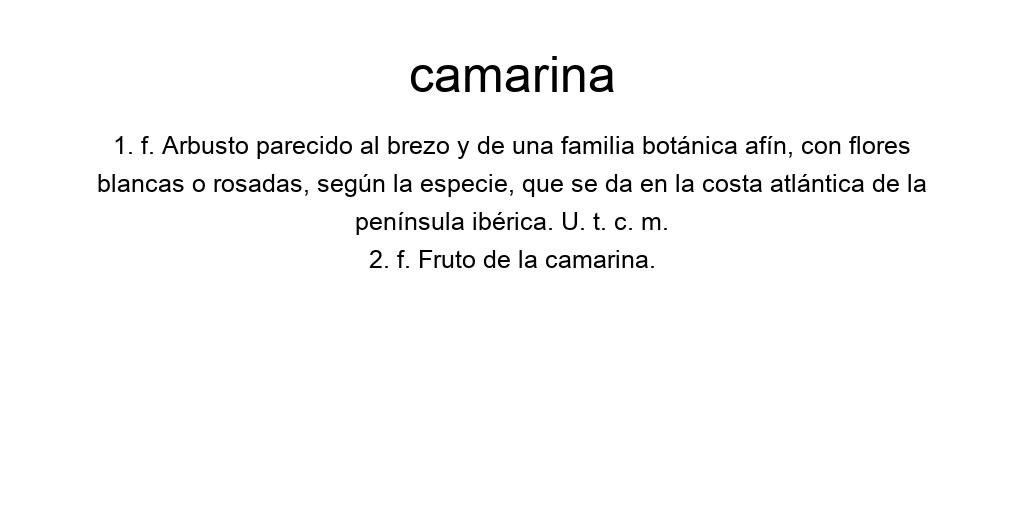 camarina
1. f. Arbusto parecido al brezo y de una familia botánica afín, con flores
blancas o rosadas, según la especie, que se da en la costa atlántica de la
península ibérica. U. t. c. m.
2. f. Fruto de la camarina.